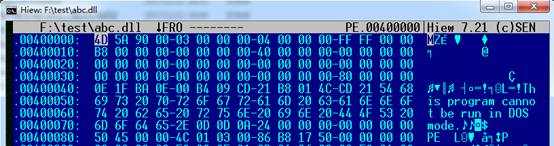 Hiew: F:\test\abc.dll
F:\test\abc.dll ↓FRO -------- PE.00400000 Hiew 7.21 (c)SEN
.00400000: 4D 5A 90 00-03 00 00 00-04 00 00 00-FF FF 00 00 MZÉ ♥ ♦
.00400010: B8 00 00 00-00 00 00 00-40 00 00 00-00 00 00 00 ╕ @
.00400020: 00 00 00 00-00 00 00 00-00 00 00 00-00 00 00 00
.00400030: 00 00 00 00-00 00 00 00-00 00 00 00-80 00 00 00 Ç
.00400040: 0E 1F BA 0E-00 B4 09 CD-21 B8 01 4C-CD 21 54 68 ♫▼║♫ ┤○═!╕☺L═!Th
.00400050: 69 73 20 70-72 6F 67 72-61 6D 20 63-61 6E 6E 6F is program canno
.00400060: 74 20 62 65-20 72 75 6E-20 69 6E 20-44 4F 53 20 t be run in DOS
.00400070: 6D 6F 64 65-2E 0D 0D 0A-24 00 00 00-00 00 00 00 mode.♪♪◙$
.00400080: 50 45 00 00-4C 01 03 00-86 B8 17 50-00 00 00 00 PE L☺♥ å╕↨P